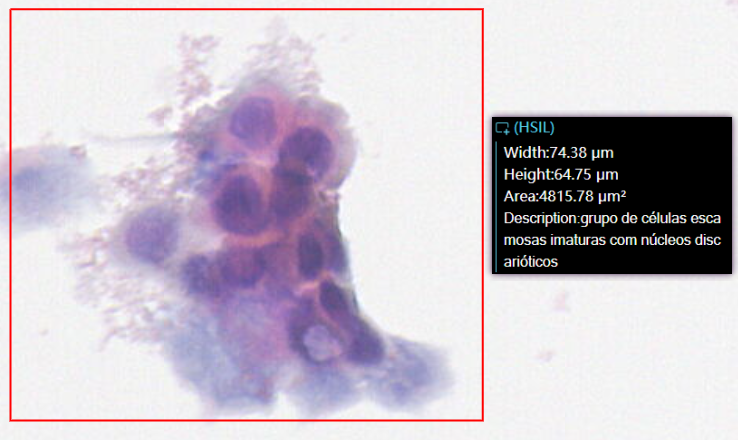 (HSIL)
Width:74.38 μm
Height:64.75 μm
Area:4815.78 μm²
Description:grupo de células esca
mosas imaturas com núcleos disc
arióticos